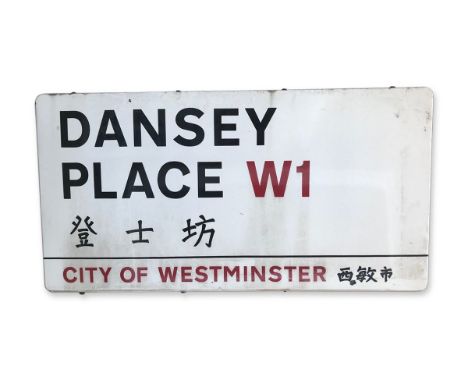 DANSEY
PLACE W1
登士坊
CITY OF WESTMINSTER 西敏市